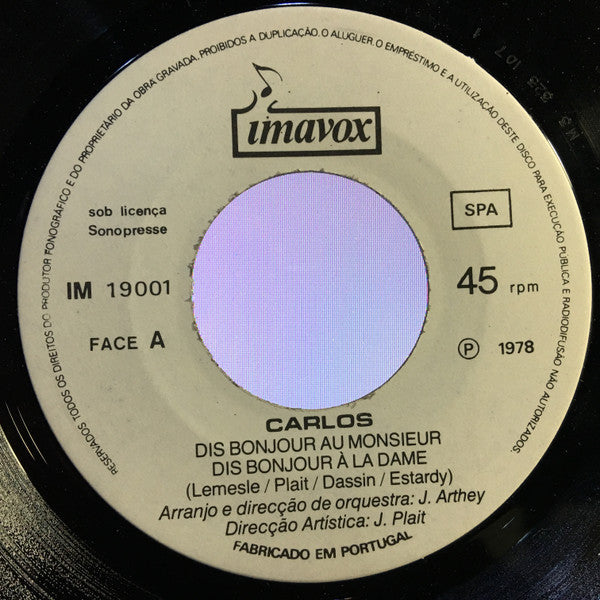 RESERVADOS TODOS OS DIREITOS DO PRODUTOR FONOGRÁFICO E DO PROPRIETÁRIO DA OBRA GRAVADA. PROIBIDOS A DUPLICAÇÃO. O ALUGUER. O EMPRÉSTIMO E A UTILIZAÇÃO DESTE DISCO PARA EXECUÇÃO PUBLICA E RADIODIFUSÃO NÃO AUTORIZADOS.
imavox
sob licença
Sonopresse
SPA
IM 19001
45 rpm
FACE A
Ⓟ 1978
CARLOS
DIS BONJOUR AU MONSIEUR
DIS BONJOUR À LA DAME
(Lemesle / Plait / Dassin / Estardy)
Arranjo e direcção de orquestra: J. Arthey
Direcção Artistica: J. Plait
FABRICADO EM PORTUGAL